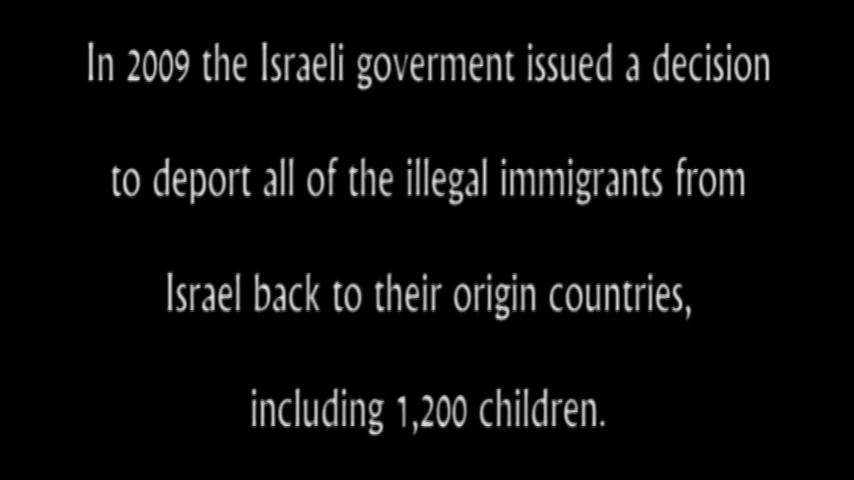 In 2009 the Israeli goverment issued a decision
to deport all of the illegal immigrants from
Israel back to their origin countries,
including 1,200 children.